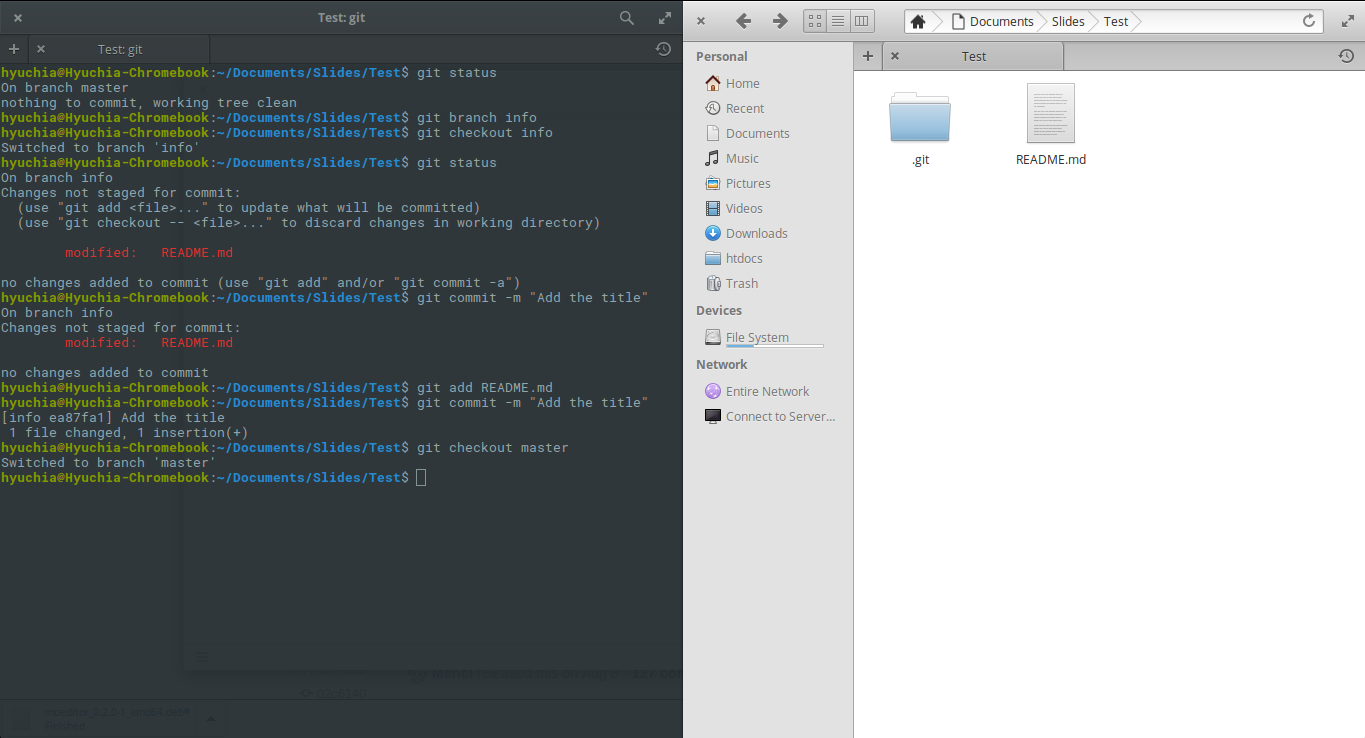 Test: git
Test: git
hyuchia@Hyuchia-Chromebook:~/Documents/Slides/Test$ git status
On branch master
nothing to commit, working tree clean
hyuchia@Hyuchia-Chromebook:~/Documents/Slides/Test$ git branch info
hyuchia@Hyuchia-Chromebook:~/Documents/Slides/Test$ git checkout info
Switched to branch 'info'
hyuchia@Hyuchia-Chromebook:~/Documents/Slides/Test$ git status
On branch info
Changes not staged for commit:
  (use "git add <file>..." to update what will be committed)
  (use "git checkout -- <file>..." to discard changes in working directory)
        modified:   README.md
no changes added to commit (use "git add" and/or "git commit -a")
hyuchia@Hyuchia-Chromebook:~/Documents/Slides/Test$ git commit -m "Add the title"
On branch info
Changes not staged for commit:
        modified:   README.md
no changes added to commit
hyuchia@Hyuchia-Chromebook:~/Documents/Slides/Test$ git add README.md
hyuchia@Hyuchia-Chromebook:~/Documents/Slides/Test$ git commit -m "Add the title"
[info ea87fa1] Add the title
 1 file changed, 1 insertion(+)
hyuchia@Hyuchia-Chromebook:~/Documents/Slides/Test$ git checkout master
Switched to branch 'master'
hyuchia@Hyuchia-Chromebook:~/Documents/Slides/Test$
Documents Slides Test
Test
Personal
Home
Recent
Documents
Music
Pictures
Videos
Downloads
htdocs
Trash
Devices
File System
Network
Entire Network
Connect to Server...
.git
README.md